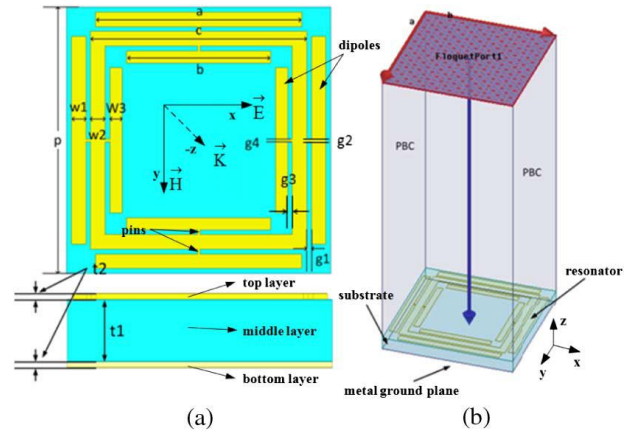 a
c
b
dipoles
w1
w2
W3
p
x
E
-z
K
y
H
g4
g2
g3
pins
g1
t2
top layer
t1
middle layer
bottom layer
(a)
a
b
FloquetPort1
PBC
PBC
resonator
substrate
z
x
y
metal ground plane
(b)